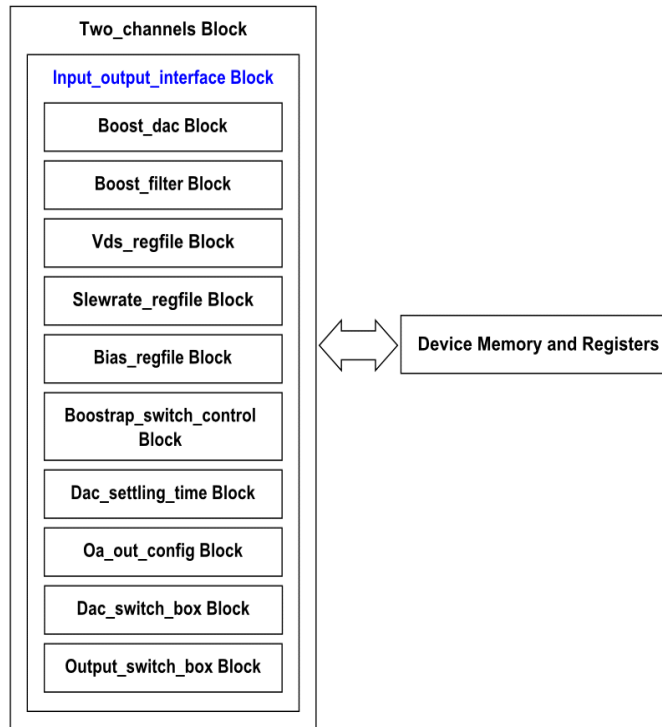 Two_channels Block
Input_output_interface Block
Boost_dac Block
Boost_filter Block
Vds_regfile Block
Slewrate_regfile Block
Bias_regfile Block
Boostrap_switch_control
Block
Dac_settling_time Block
Oa_out_config Block
Dac_switch_box Block
Output_switch_box Block
Device Memory and Registers